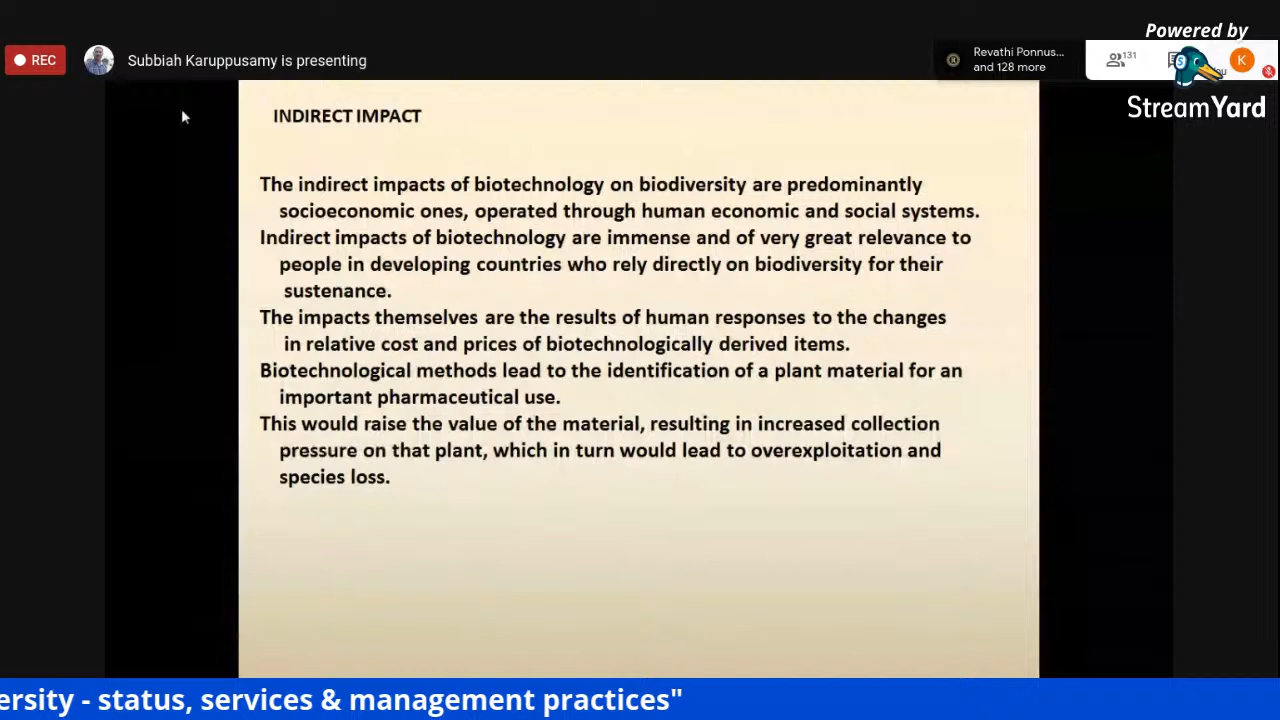 Powered by
REC
Subbiah Karuppusamy is presenting
Revathi Ponnus...
and 128 more
131
K
StreamYard
INDIRECT IMPACT
The indirect impacts of biotechnology on biodiversity are predominantly
socioeconomic ones, operated through human economic and social systems.
Indirect impacts of biotechnology are immense and of very great relevance to
people in developing countries who rely directly on biodiversity for their
sustenance.
The impacts themselves are the results of human responses to the changes
in relative cost and prices of biotechnologically derived items.
Biotechnological methods lead to the identification of a plant material for an
important pharmaceutical use.
This would raise the value of the material, resulting in increased collection
pressure on that plant, which in turn would lead to overexploitation and
species loss.
ersity - status, services & management practices"